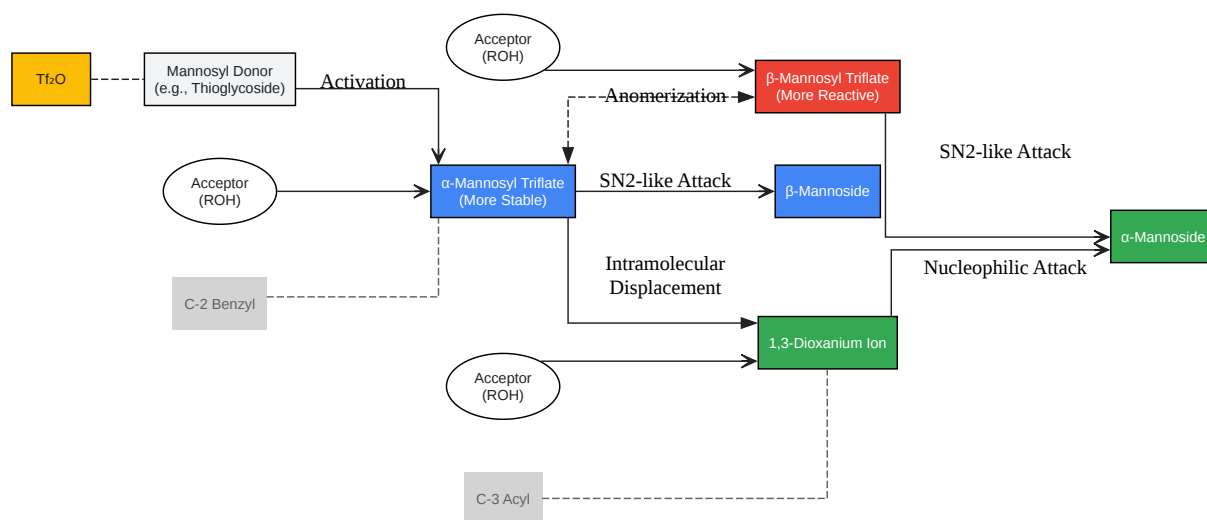 Acceptor
(ROH)
Tf₂O
Mannosyl Donor
(e.g., Thioglycoside)
Activation
β-Mannosyl Triflate
(More Reactive)
Anomerization
SN2-like Attack
Acceptor
(ROH)
α-Mannosyl Triflate
(More Stable)
SN2-like Attack
β-Mannoside
α-Mannoside
Intramolecular
Displacement
Nucleophilic Attack
C-2 Benzyl
1,3-Dioxanium Ion
Acceptor
(ROH)
C-3 Acyl